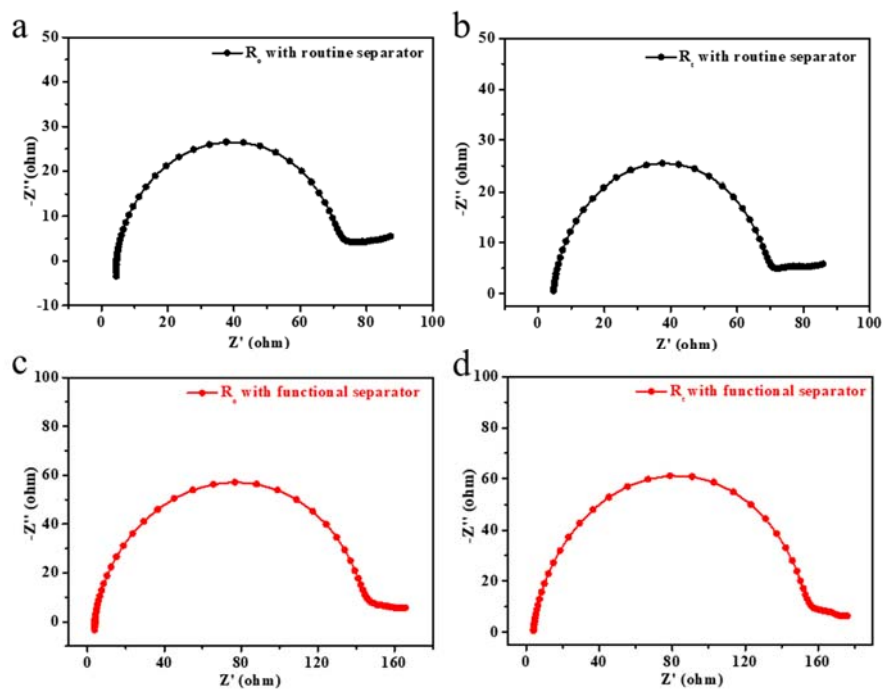 a
50
40
30
20
10
0
-10
-Z''(ohm)
R₀ with routine separator
0 20 40 60 80 100
Z' (ohm)
b
50
40
30
20
10
0
-Z'' (ohm)
Rₜ with routine separator
0 20 40 60 80 100
Z' (ohm)
c
100
80
60
40
20
0
-Z'' (ohm)
R₀ with functional separator
0 40 80 120 160
Z' (ohm)
d
100
80
60
40
20
0
-Z'' (ohm)
Rₜ with functional separator
0 40 80 120 160
Z' (ohm)